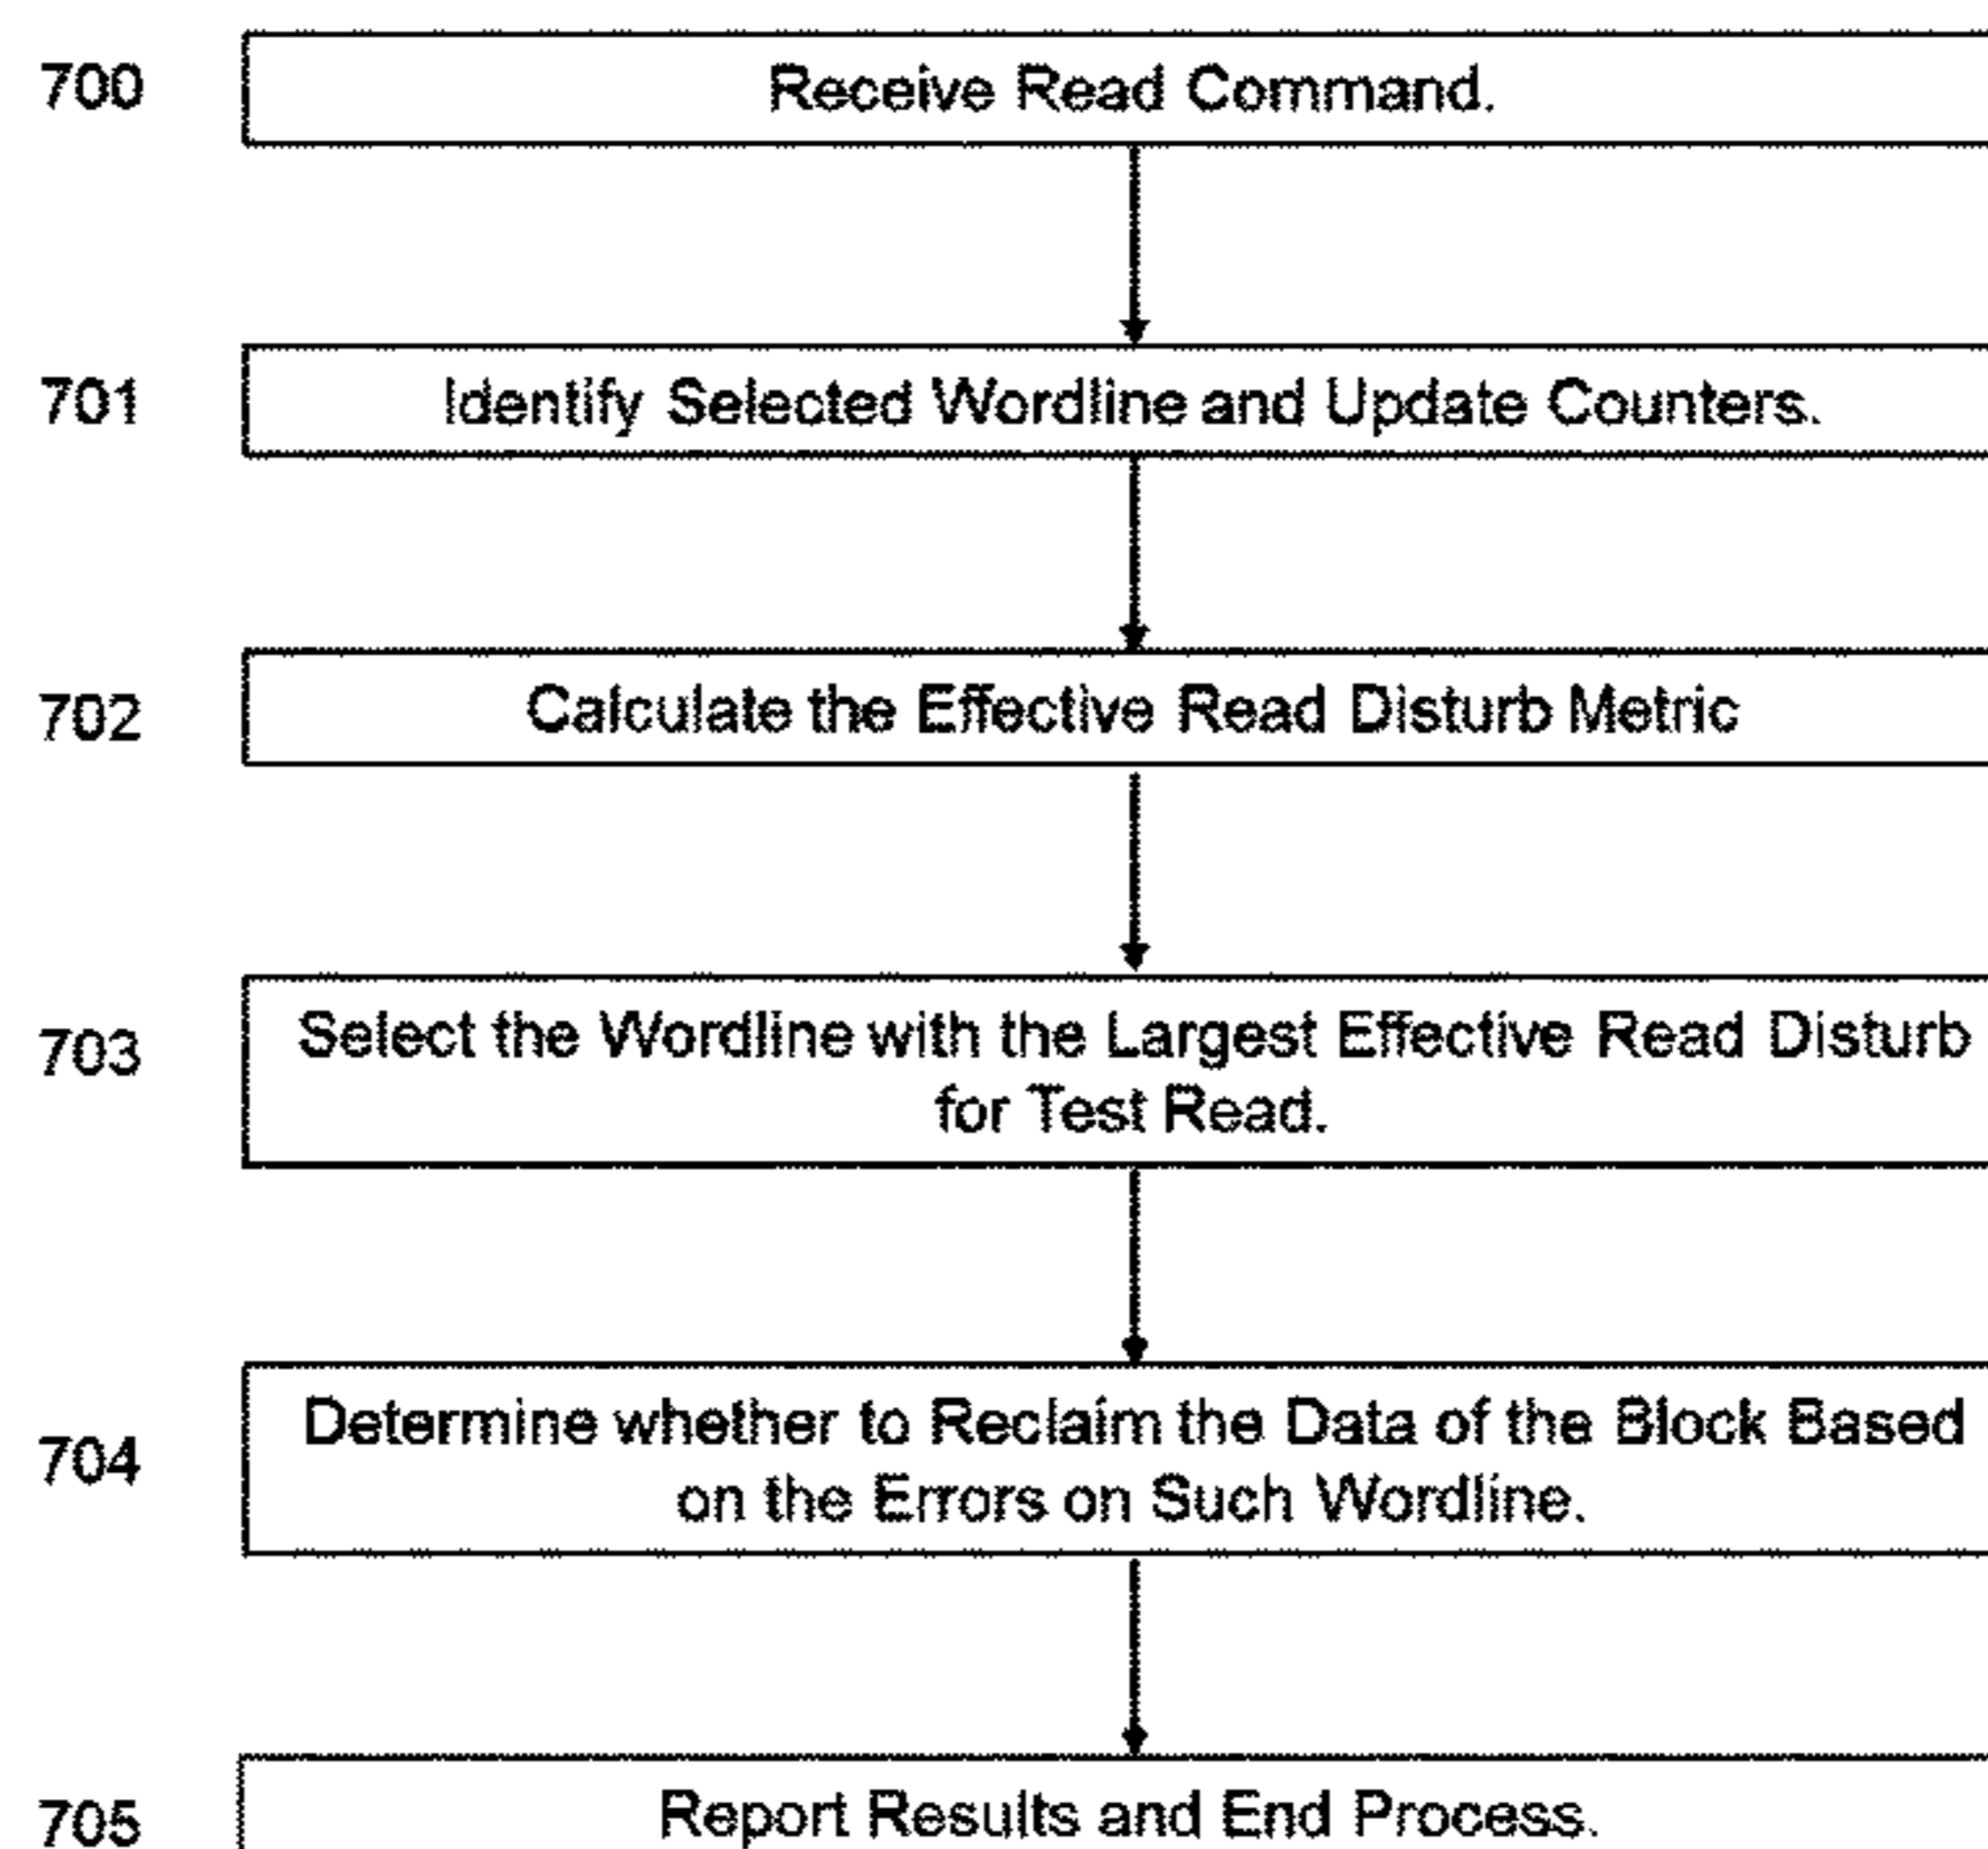 700
Receive Read Command.
701
Identify Selected Wordline and Update Counters.
702
Calculate the Effective Read Disturb Metric
703
Select the Wordline with the Largest Effective Read Disturb
for Test Read.
704
Determine whether to Reclaim the Data of the Block Based
on the Errors on Such Wordline.
705
Report Results and End Process.